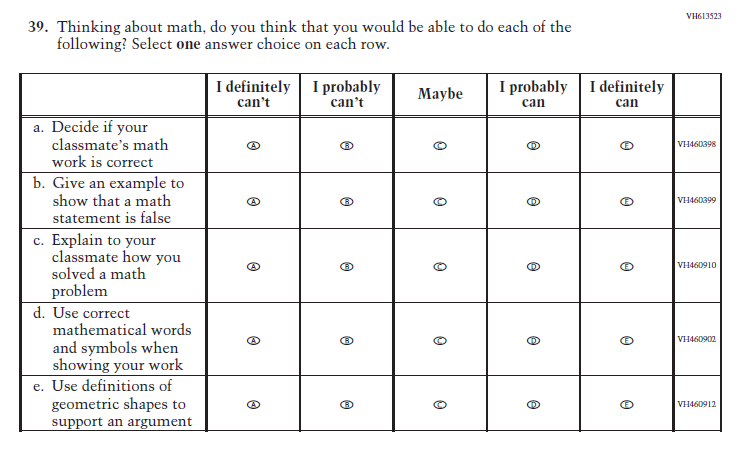 VH613523
39. Thinking about math, do you think that you would be able to do each of the
following? Select one answer choice on each row.
I definitely can't I probably can't Maybe I probably can I definitely can
a. Decide if your
classmate's math
work is correct
A B C D E VH460398
b. Give an example to
show that a math
statement is false
A B C D E VH460399
c. Explain to your
classmate how you
solved a math
problem
A B C D E VH460910
d. Use correct
mathematical words
and symbols when
showing your work
A B C D E VH460902
e. Use definitions of
geometric shapes to
support an argument
A B C D E VH460912